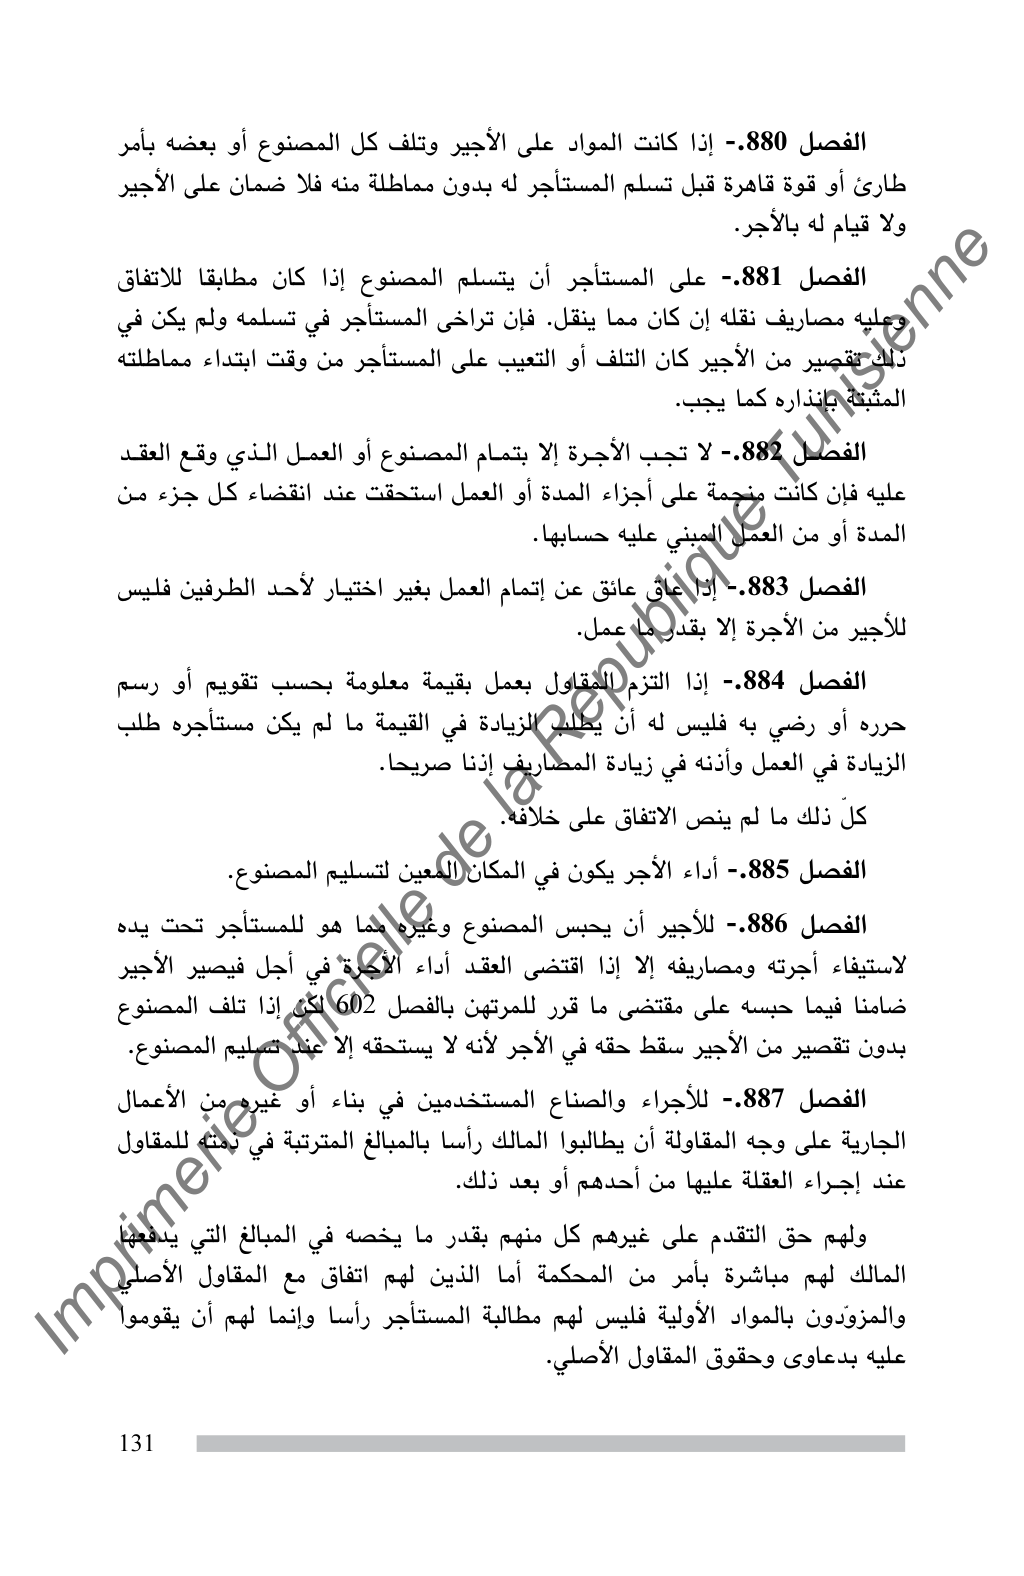 الفصل 880.- إذا كانت المواد على الأجير وتلف كل المصنوع أو بعضه بأمر
طارئ أو قوة قاهرة قبل تسلم المستأجر له بدون مماطلة منه فلا ضمان على الأجير
ولا قيام له بالأجر.
الفصل 881.- على المستأجر أن يتسلم المصنوع إذا كان مطابقا للاتفاق
وعليه مصاريف نقله إن كان مما ينقل. فإن تراخى المستأجر في تسلمه ولم يكن في
ذلك تقصير من الأجير كان التلف أو التعيب على المستأجر من وقت ابتداء مماطلته
المثبتة بإنذاره كما يجب.
الفصل 882.- لا تجب الأجرة إلا بتمام المصنوع أو العمل الذي وقع العقد
عليه فإن كانت منجمة على أجزاء المدة أو العمل استحقت عند انقضاء كل جزء من
المدة أو من العمل المبني عليه حسابها.
الفصل 883.- إذا عاق عائق عن إتمام العمل بغير اختيار لأحد الطرفين فليس
للأجير من الأجرة إلا بقدر ما عمل.
الفصل 884.- إذا التزم المقاول بعمل بقيمة معلومة بحسب تقويم أو رسم
حرره أو رضي به فليس له أن يطلب الزيادة في القيمة ما لم يكن مستأجره طلب
الزيادة في العمل وأذنه في زيادة المصاريف إذنا صريحا.
كلّ ذلك ما لم ينص الاتفاق على خلافه.
الفصل 885.- أداء الأجر يكون في المكان المعين لتسليم المصنوع.
الفصل 886.- للأجير أن يحبس المصنوع وغيره مما هو للمستأجر تحت يده
لاستيفاء أجرته ومصاريفه إلا إذا اقتضى العقد أداء الأجرة في أجل فيصير الأجير
ضامنا فيما حبسه على مقتضى ما قرر للمرتهن بالفصل 602 لكن إذا تلف المصنوع
بدون تقصير من الأجير سقط حقه في الأجر لأنه لا يستحقه إلا عند تسليم المصنوع.
الفصل 887.- للأجراء والصناع المستخدمين في بناء أو غيره من الأعمال
الجارية على وجه المقاولة أن يطالبوا المالك رأسا بالمبالغ المترتبة في ذمته للمقاول
عند إجراء العقلة عليها من أحدهم أو بعد ذلك.
ولهم حق التقدم على غيرهم كل منهم بقدر ما يخصه في المبالغ التي يدفعها
المالك لهم مباشرة بأمر من المحكمة أما الذين لهم اتفاق مع المقاول الأصلي
والمزوّدون بالمواد الأولية فليس لهم مطالبة المستأجر رأسا وإنما لهم أن يقوموا
عليه بدعاوى وحقوق المقاول الأصلي.
131
Imprimerie Officielle de la République Tunisienne